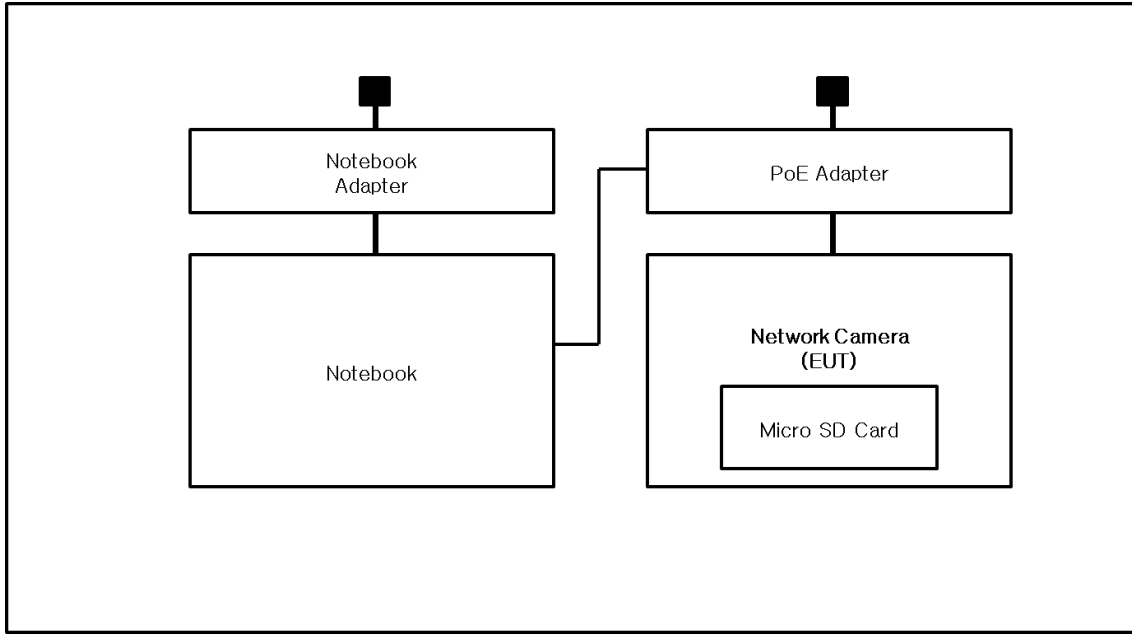 Notebook
Adapter
PoE Adapter
Notebook
Network Camera
(EUT)
Micro SD Card